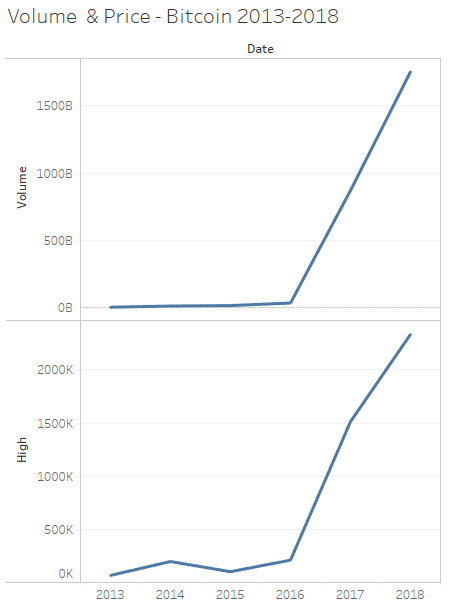 Volume & Price - Bitcoin 2013-2018
Date
1500B
1000B
500B
0B
Volume
2000K
1500K
1000K
500K
0K
High
2013 2014 2015 2016 2017 2018